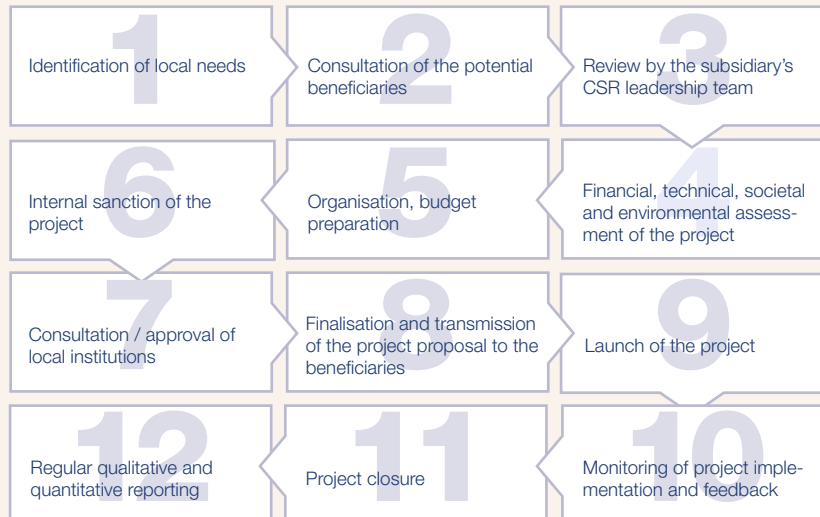 1
Identification of local needs
2
Consultation of the potential
beneficiaries
3
Review by the subsidiary's
CSR leadership team
4
Financial, technical, societal
and environmental assess-
ment of the project
5
Organisation, budget
preparation
6
Internal sanction of the
project
7
Consultation / approval of
local institutions
8
Finalisation and transmission
of the project proposal to the
beneficiaries
9
Launch of the project
10
Monitoring of project imple-
mentation and feedback
11
Project closure
12
Regular qualitative and
quantitative reporting